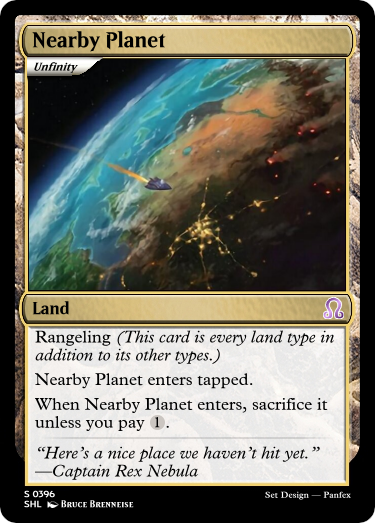 Nearby Planet
Unfinity
Land
Rangeling (This card is every land type in
addition to its other types.)
Nearby Planet enters tapped.
When Nearby Planet enters, sacrifice it
unless you pay 1.
"Here's a nice place we haven't hit yet."
—Captain Rex Nebula
S 0396
SHL Bruce Brenneise
Set Design — Panfex